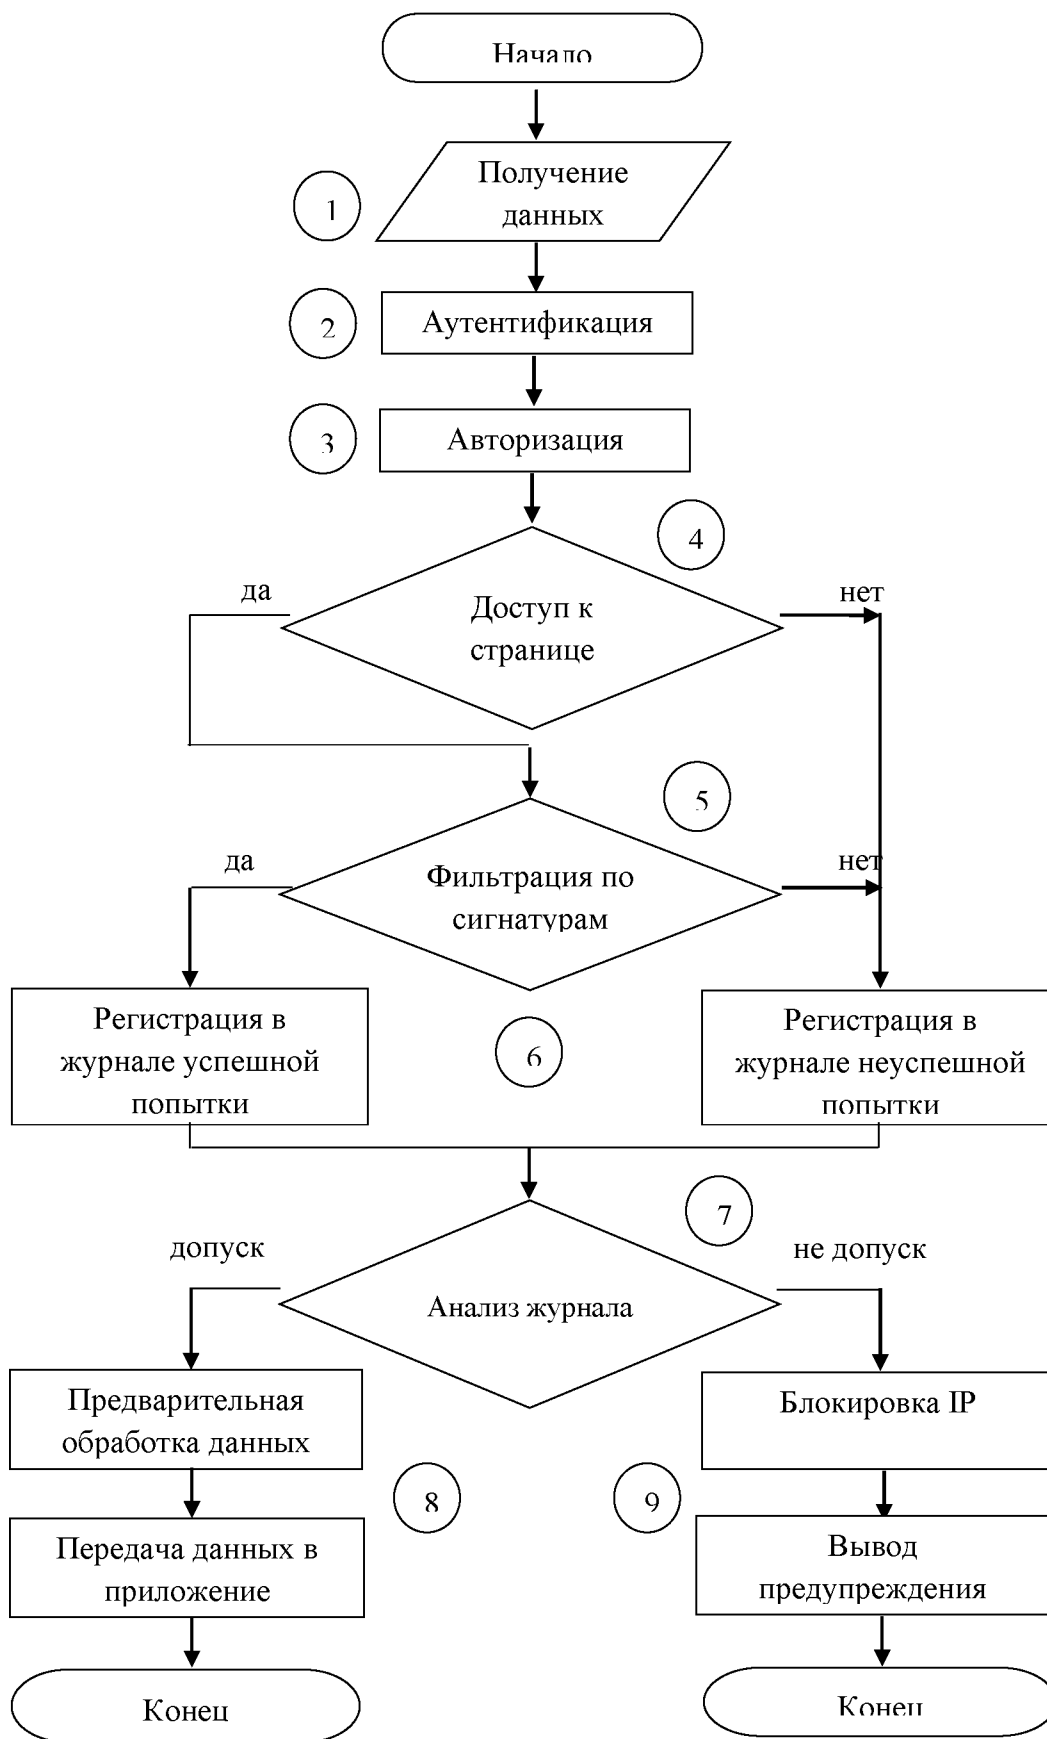 Начало
Получение
данных
1
Аутентификация
2
Авторизация
3
4
да
нет
Доступ к
странице
5
да
нет
Фильтрация по
сигнатурам
Регистрация в
журнале успешной
попытки
6
Регистрация в
журнале неуспешной
попытки
7
допуск
не допуск
Анализ журнала
Предварительная
обработка данных
Блокировка IP
8
9
Передача данных в
приложение
Вывод
предупреждения
Конец
Конец